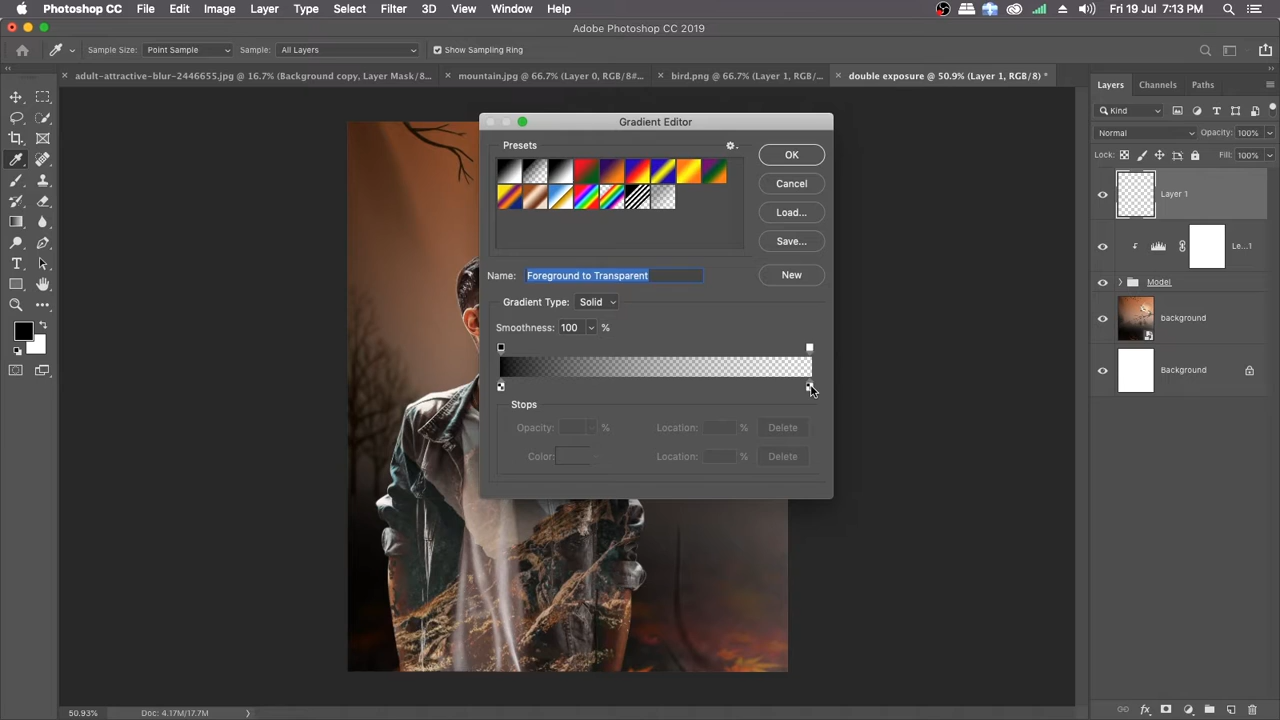 Photoshop CC File Edit Image Layer Type Select Filter 3D View Window Help Fri 19 Jul 7:13 PM
Adobe Photoshop CC 2019
Sample Size: Point Sample Sample: All Layers Show Sampling Ring
adult-attractive-blur-2446655.jpg @ 16.7% (Background copy, Layer Mask/8... mountain.jpg @ 66.7% (Layer 0, RGB/8#... bird.png @ 66.7% (Layer 1, RGB/... double exposure @ 50.9% (Layer 1, RGB/8) *
Layers Channels Paths
Kind
Normal Opacity: 100%
Lock: Fill: 100%
Layer 1
Le...1
Model
background
Background
Gradient Editor
Presets
OK
Cancel
Load...
Save...
Name: Foreground to Transparent New
Gradient Type: Solid
Smoothness: 100 %
Stops
Opacity: % Location: % Delete
Color: Location: % Delete
50.93% Doc: 4.17M/17.7M